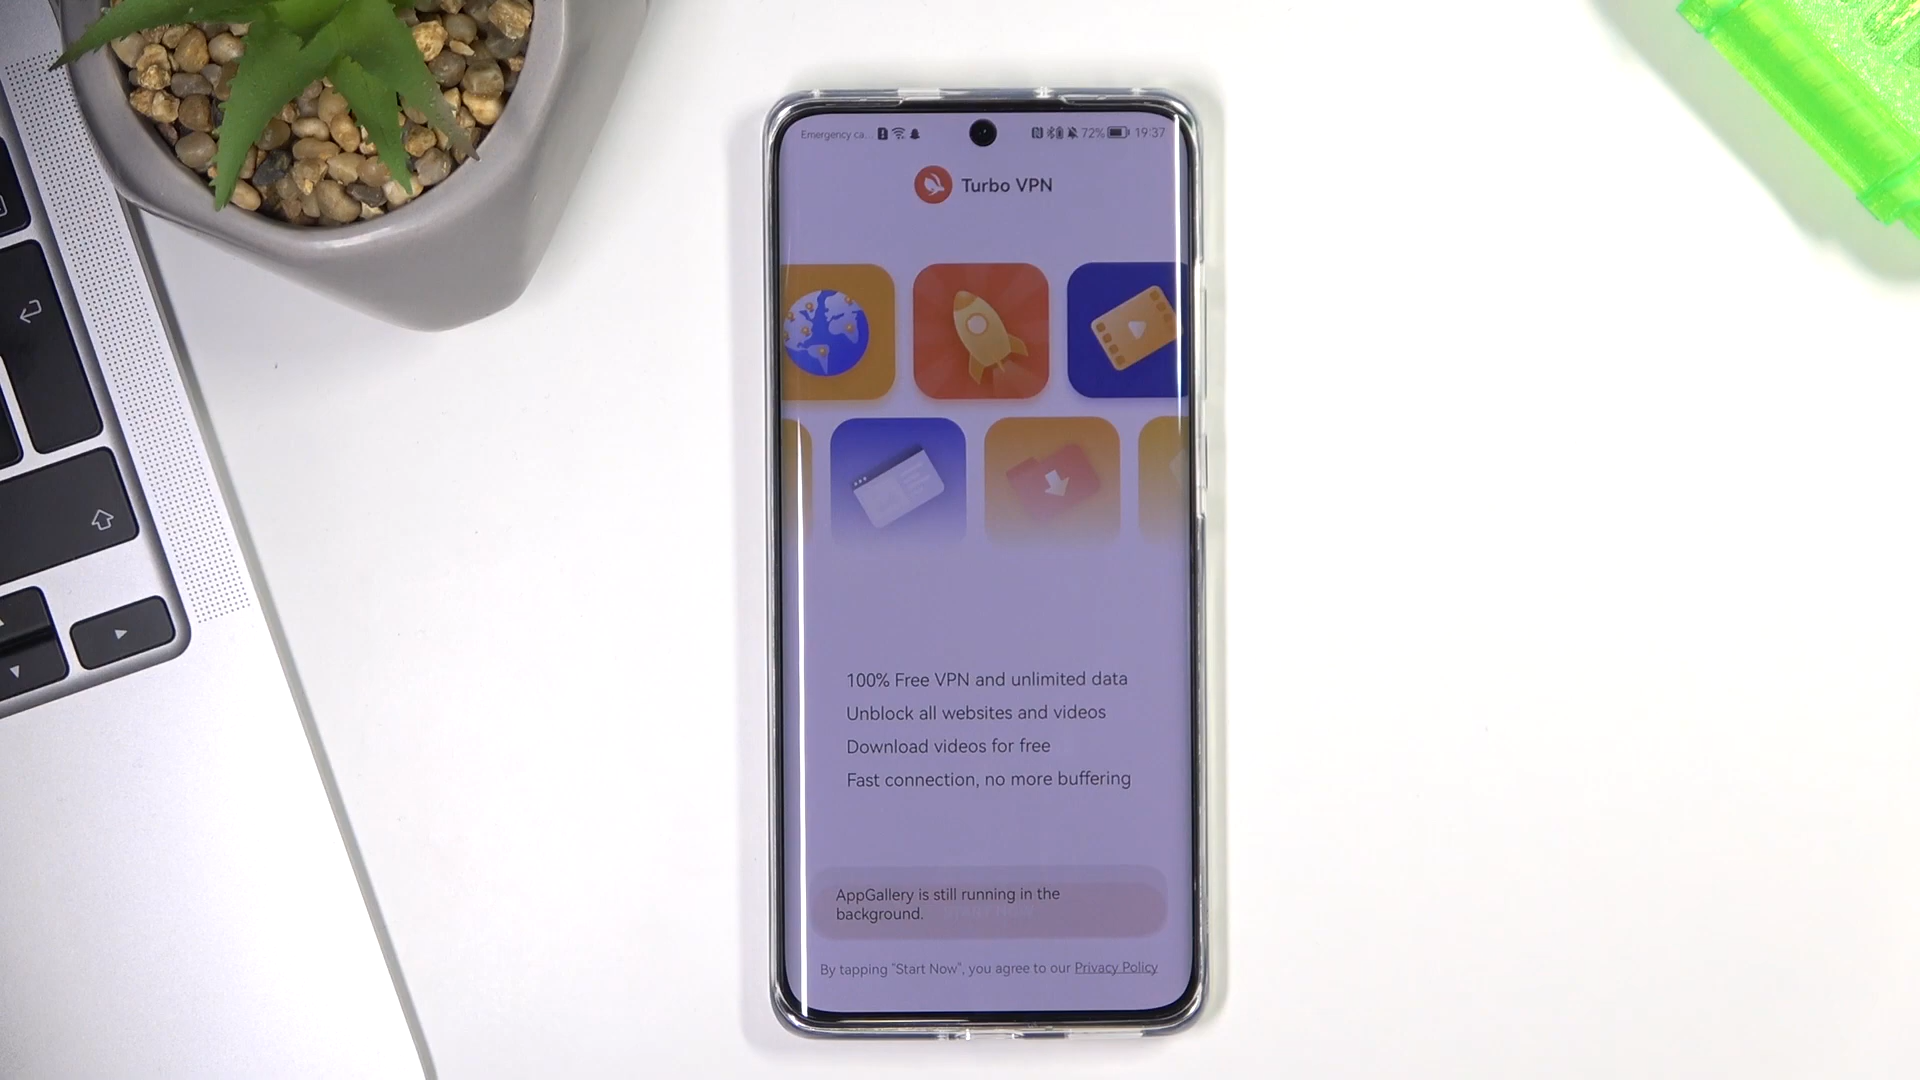 Emergency ca...
72% 19:37
Turbo VPN
100% Free VPN and unlimited data
Unblock all websites and videos
Download videos for free
Fast connection, no more buffering
AppGallery is still running in the
background.
By tapping "Start Now", you agree to our Privacy Policy